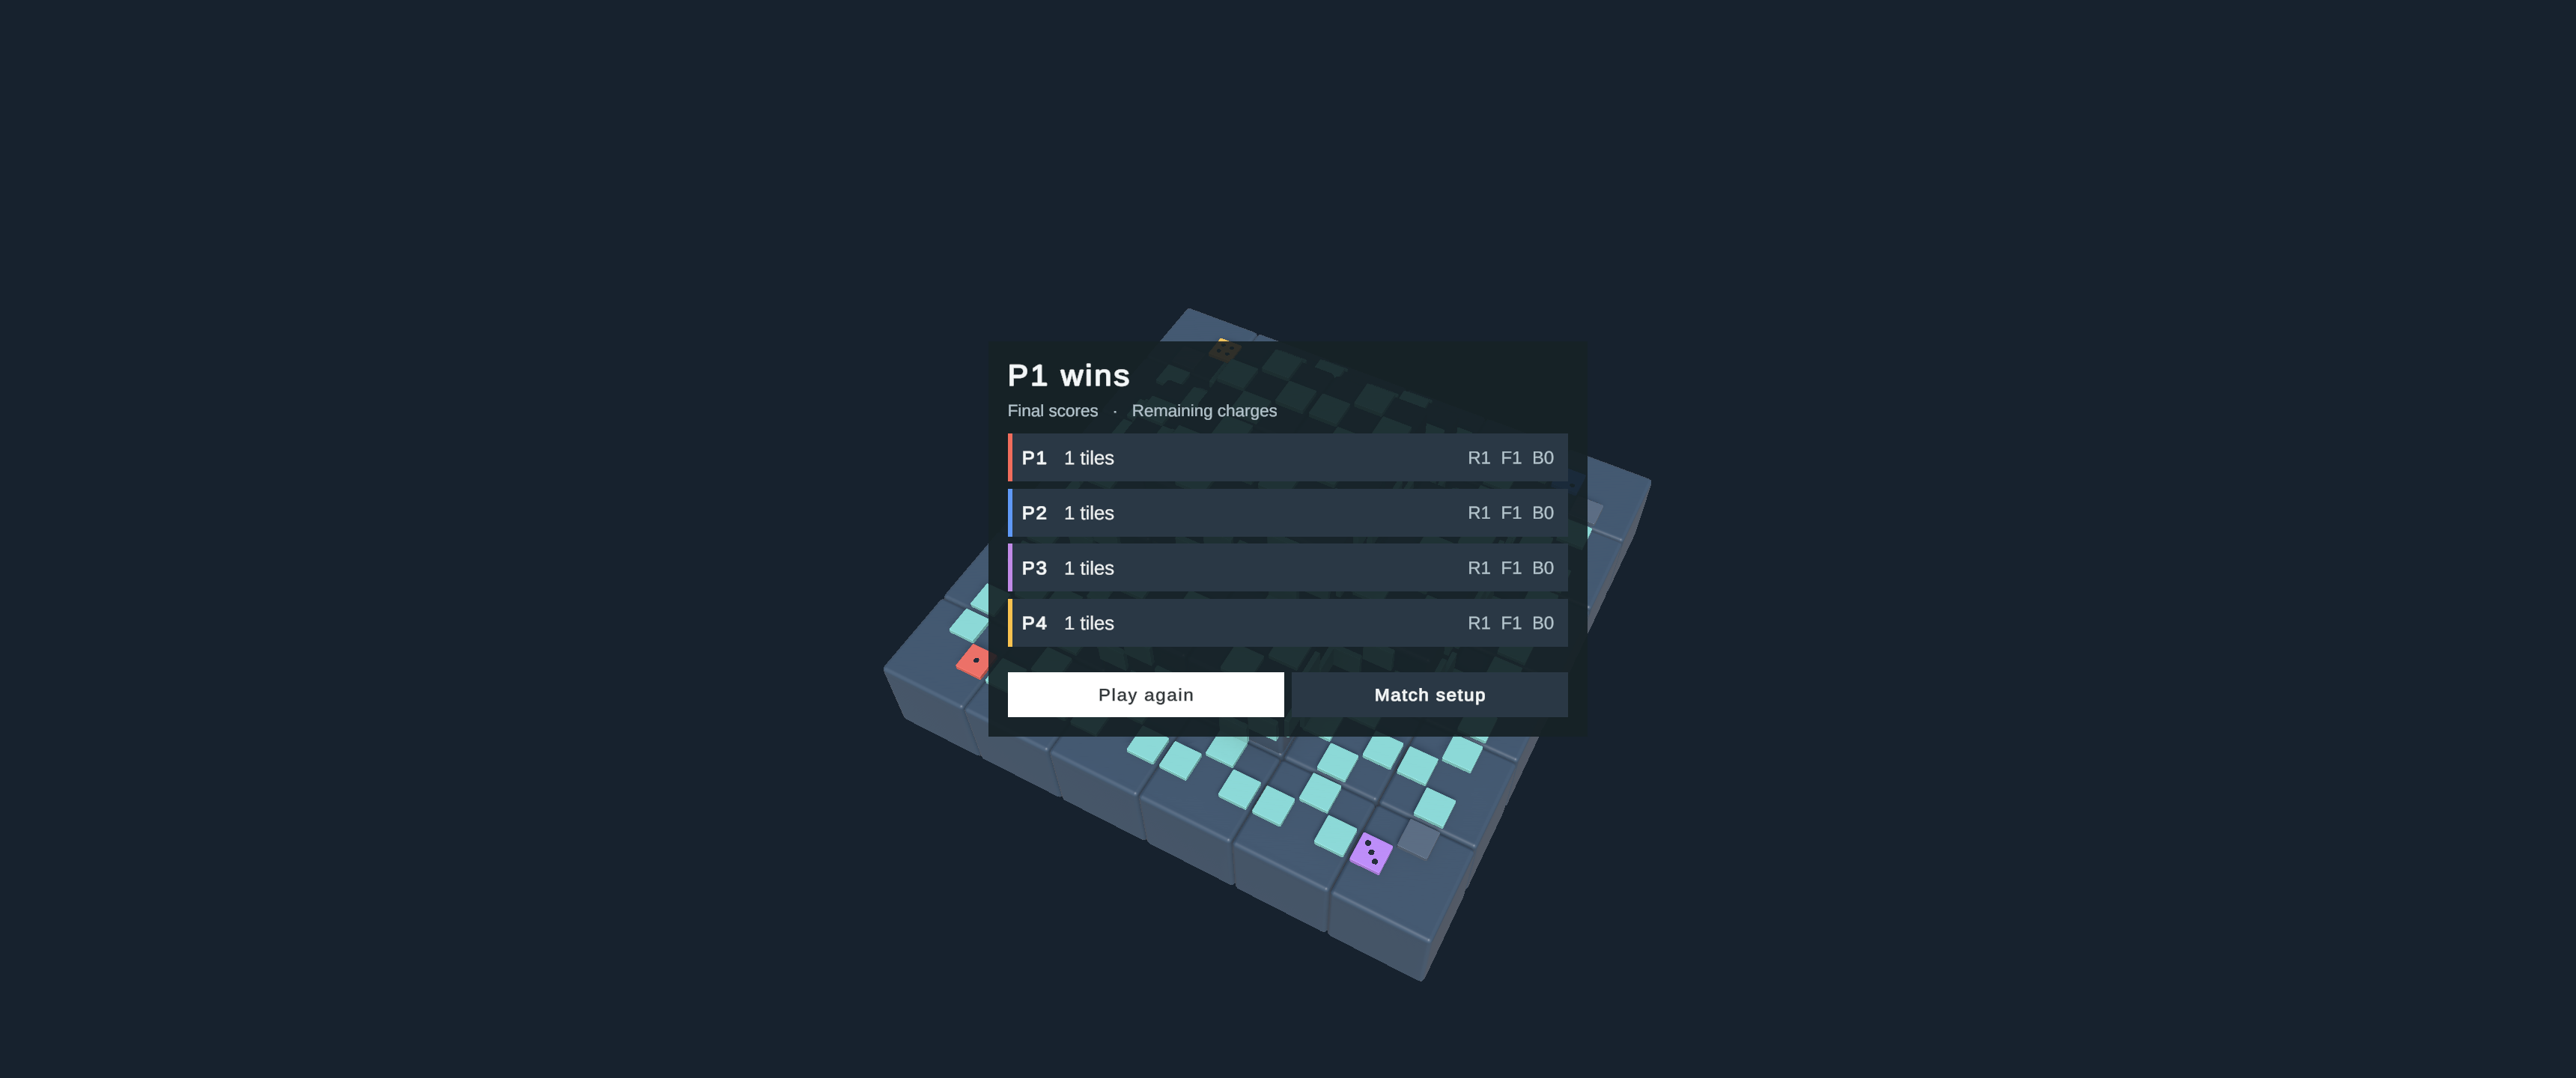 P1 wins
Final scores · Remaining charges
P1 1 tiles R1 F1 B0
P2 1 tiles R1 F1 B0
P3 1 tiles R1 F1 B0
P4 1 tiles R1 F1 B0
Play again Match setup